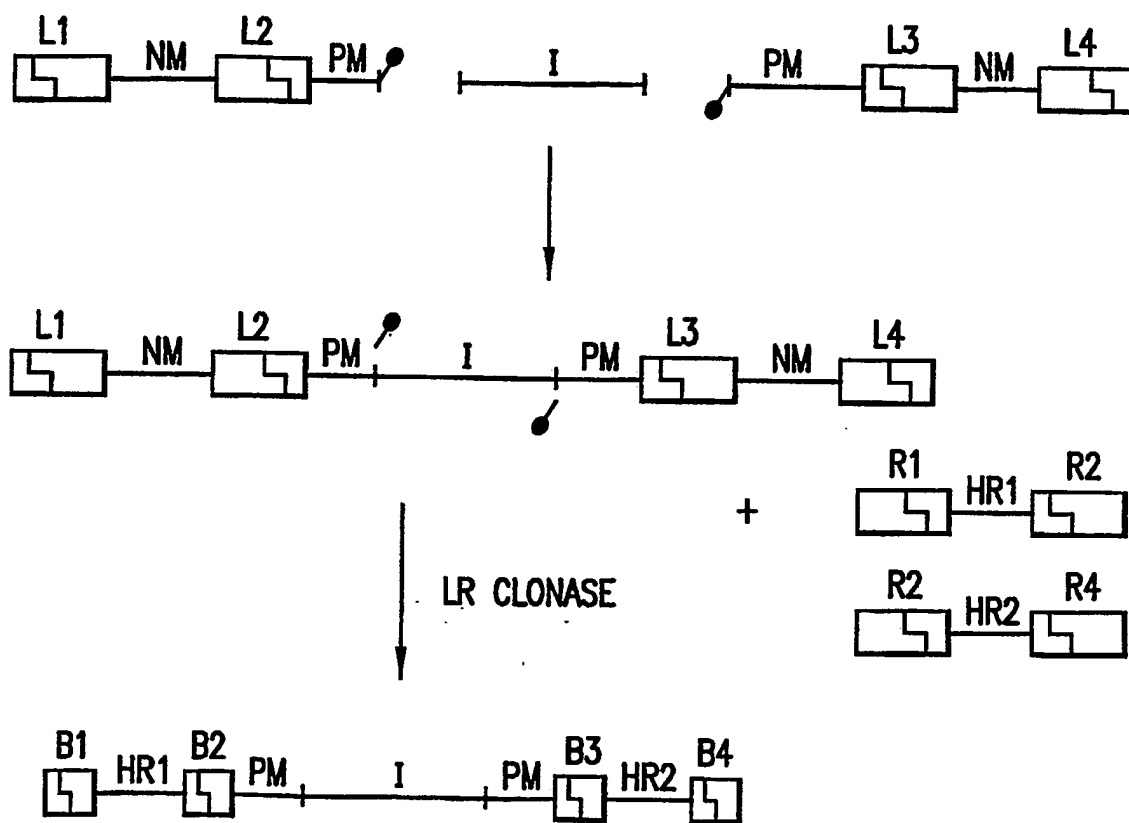 L1 NM L2 PM I PM L3 NM L4
L1 NM L2 PM I PM L3 NM L4
R1 HR1 R2
+
R2 HR2 R4
LR CLONASE
B1 HR1 B2 PM I PM B3 HR2 B4